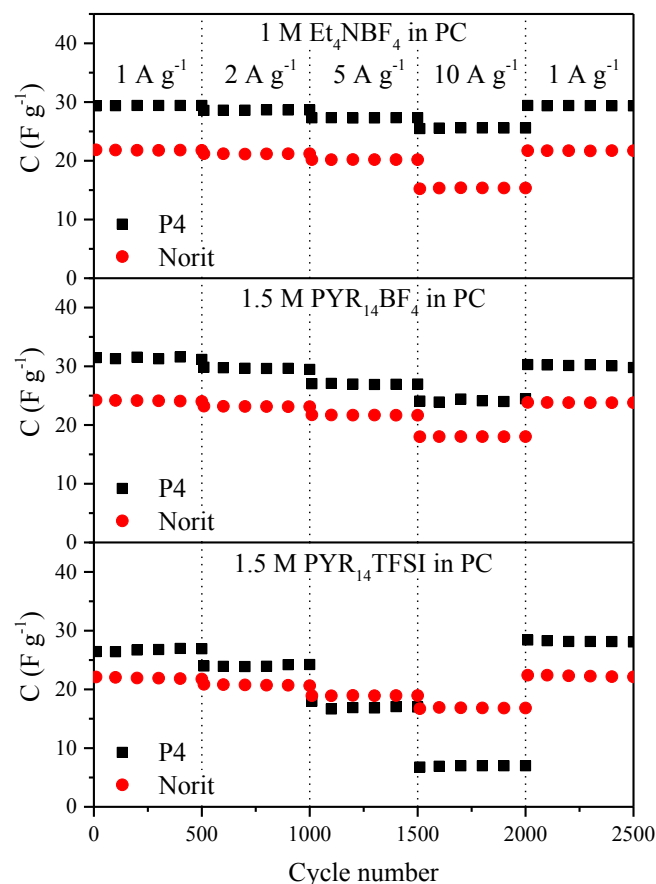 1 M Et₄NBF₄ in PC
1 A g⁻¹ 2 A g⁻¹ 5 A g⁻¹ 10 A g⁻¹ 1 A g⁻¹
40
30
20
10
0
C (F g⁻¹)
P4
Norit
1.5 M PYR₁₄BF₄ in PC
40
30
20
10
0
C (F g⁻¹)
P4
Norit
1.5 M PYR₁₄TFSI in PC
40
30
20
10
0
C (F g⁻¹)
P4
Norit
0 500 1000 1500 2000 2500
Cycle number